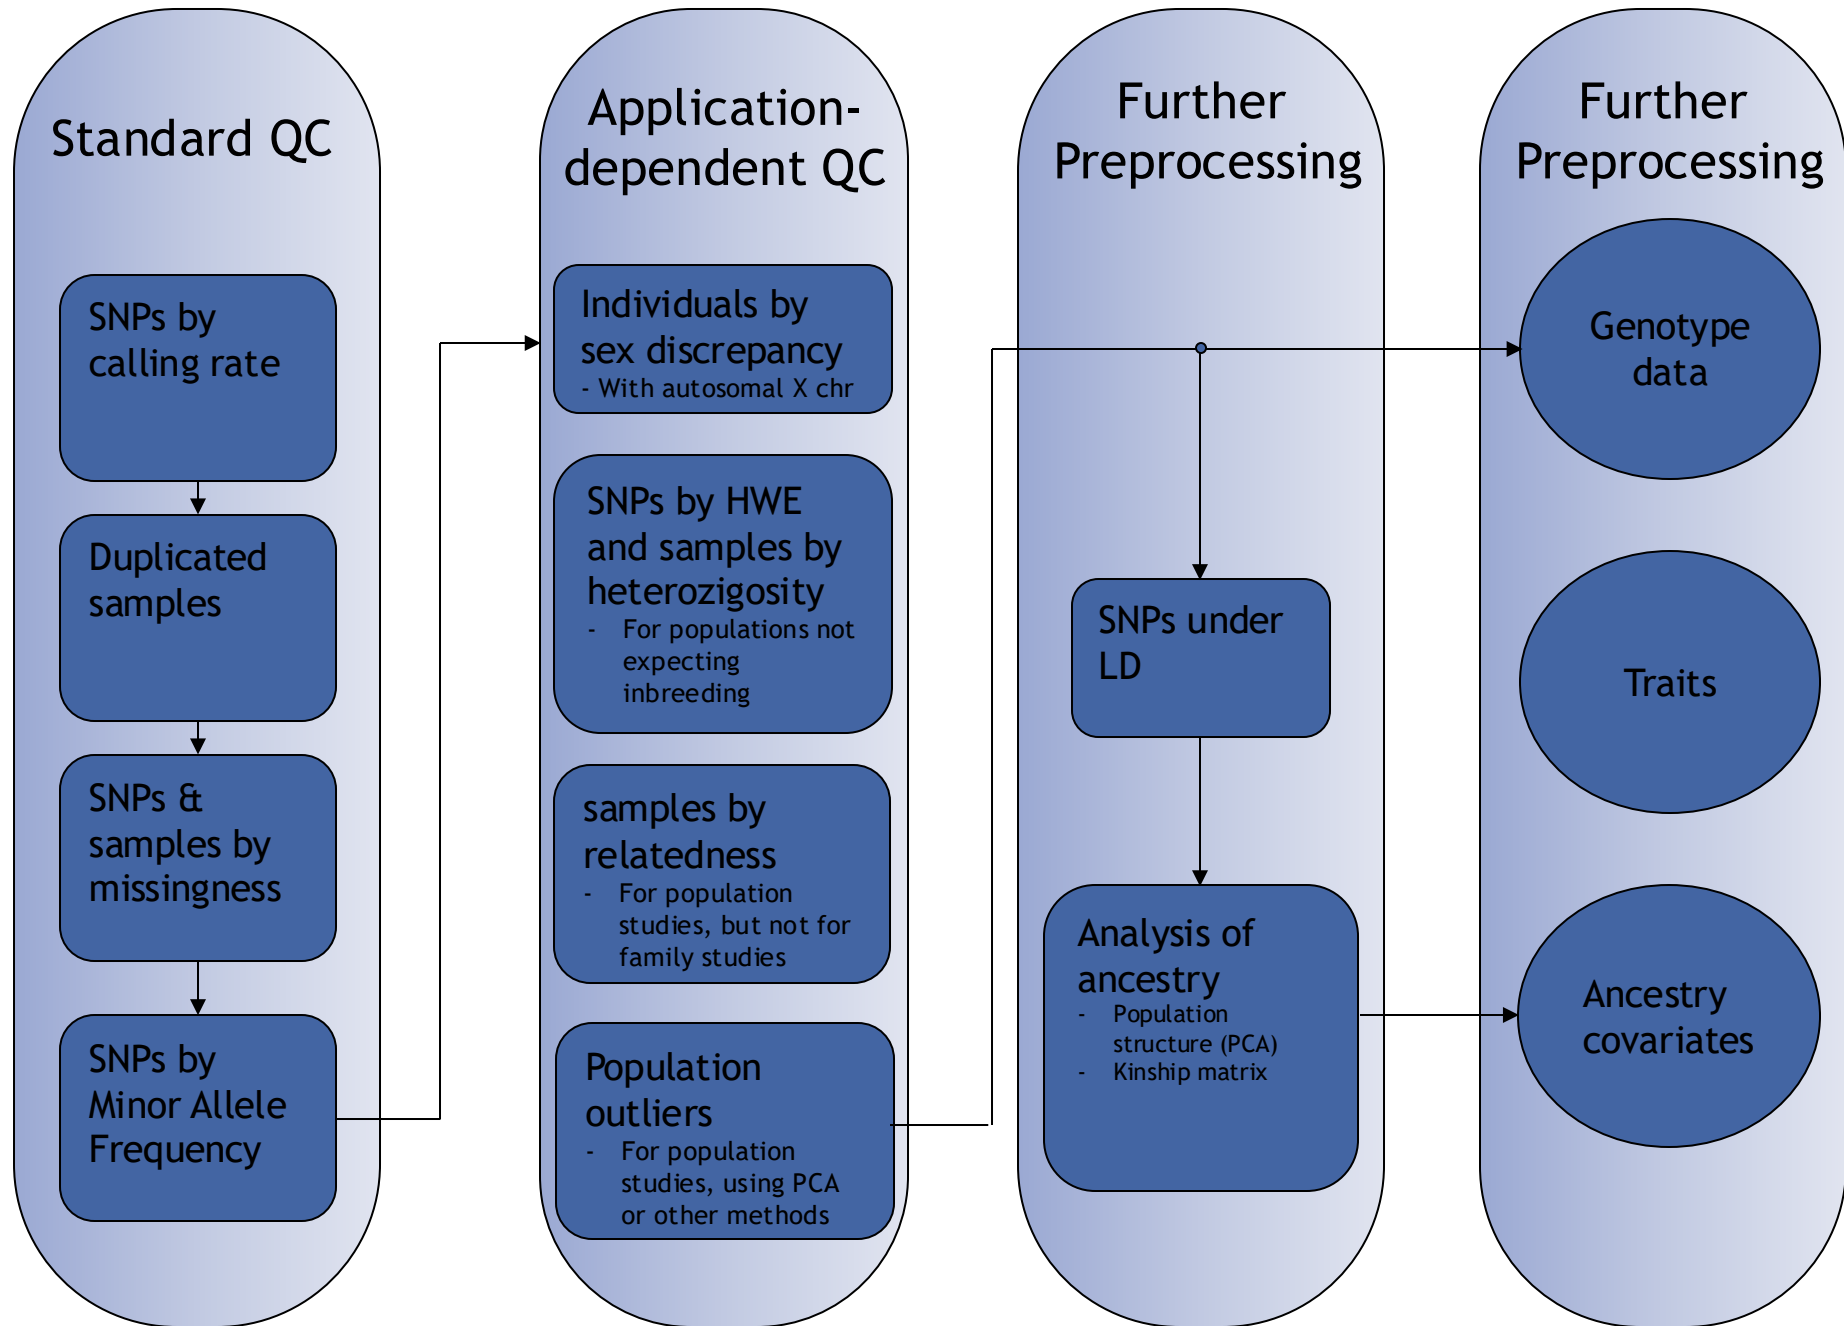 Standard QC
SNPs by
calling rate
Duplicated
samples
SNPs &
samples by
missingness
SNPs by
Minor Allele
Frequency
Application-
dependent QC
Individuals by
sex discrepancy
- With autosomal X chr
SNPs by HWE
and samples by
heterozigosity
- For populations not
expecting
inbreeding
samples by
relatedness
- For population
studies, but not for
family studies
Population
outliers
- For population
studies, using PCA
or other methods
Further
Preprocessing
SNPs under
LD
Analysis of
ancestry
- Population
structure (PCA)
- Kinship matrix
Further
Preprocessing
Genotype
data
Traits
Ancestry
covariates